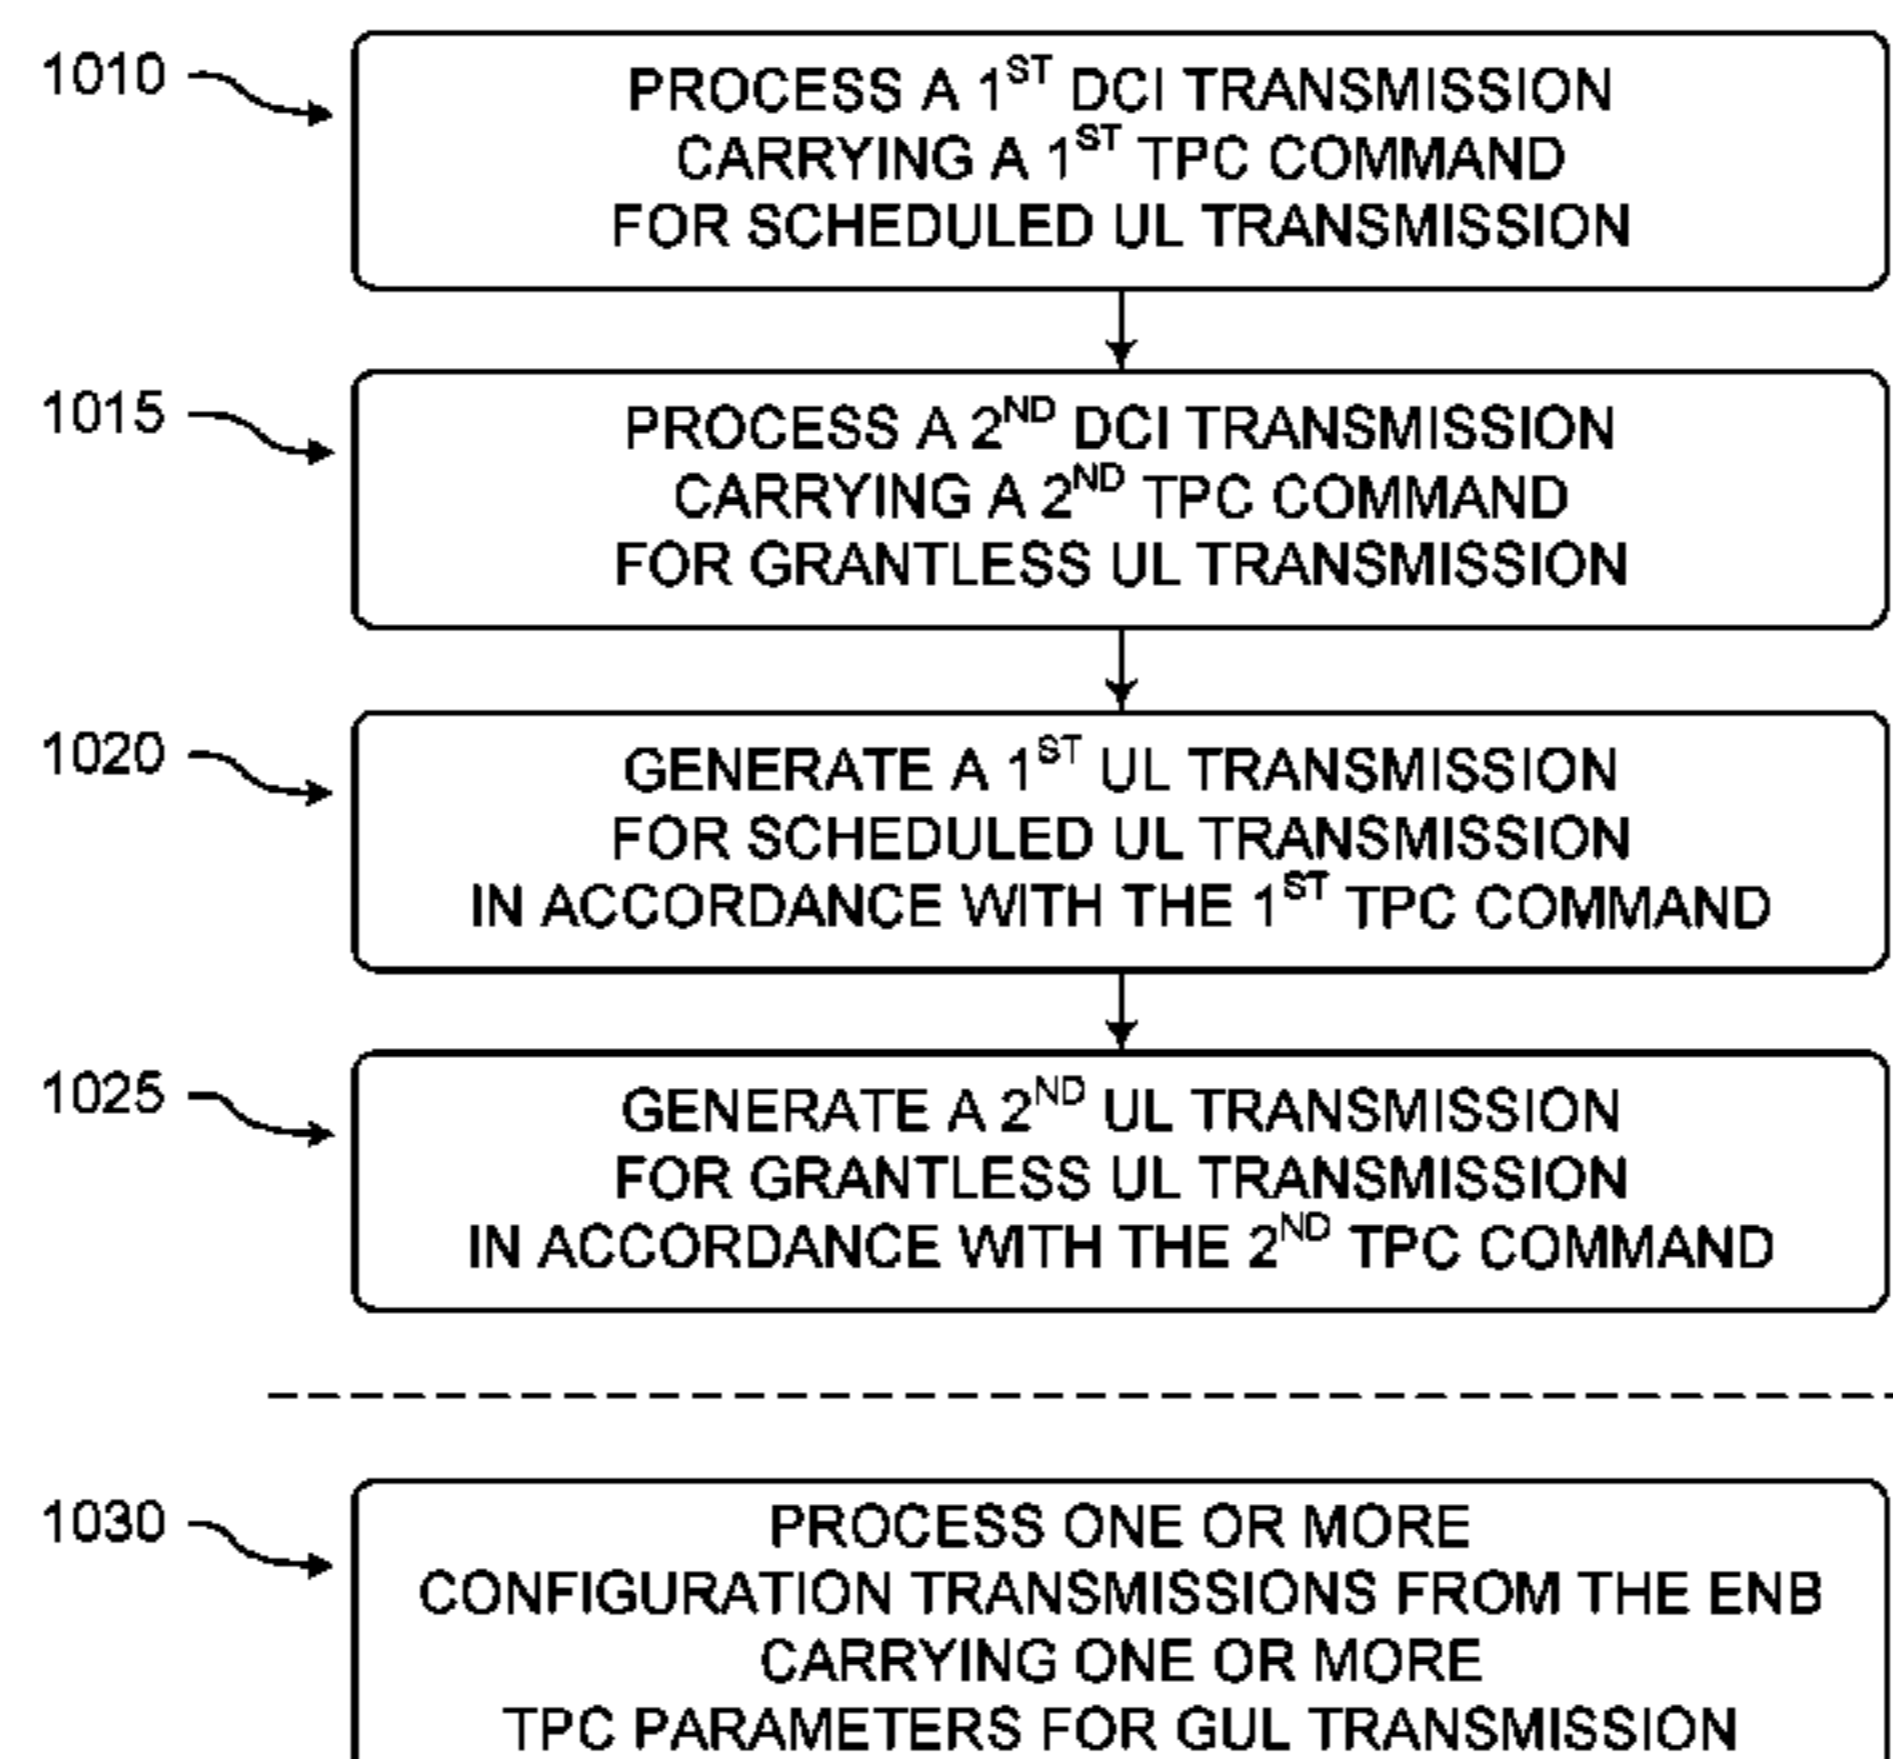 1010
PROCESS A 1ST DCI TRANSMISSION
CARRYING A 1ST TPC COMMAND
FOR SCHEDULED UL TRANSMISSION
1015
PROCESS A 2ND DCI TRANSMISSION
CARRYING A 2ND TPC COMMAND
FOR GRANTLESS UL TRANSMISSION
1020
GENERATE A 1ST UL TRANSMISSION
FOR SCHEDULED UL TRANSMISSION
IN ACCORDANCE WITH THE 1ST TPC COMMAND
1025
GENERATE A 2ND UL TRANSMISSION
FOR GRANTLESS UL TRANSMISSION
IN ACCORDANCE WITH THE 2ND TPC COMMAND
1030
PROCESS ONE OR MORE
CONFIGURATION TRANSMISSIONS FROM THE ENB
CARRYING ONE OR MORE
TPC PARAMETERS FOR GUL TRANSMISSION